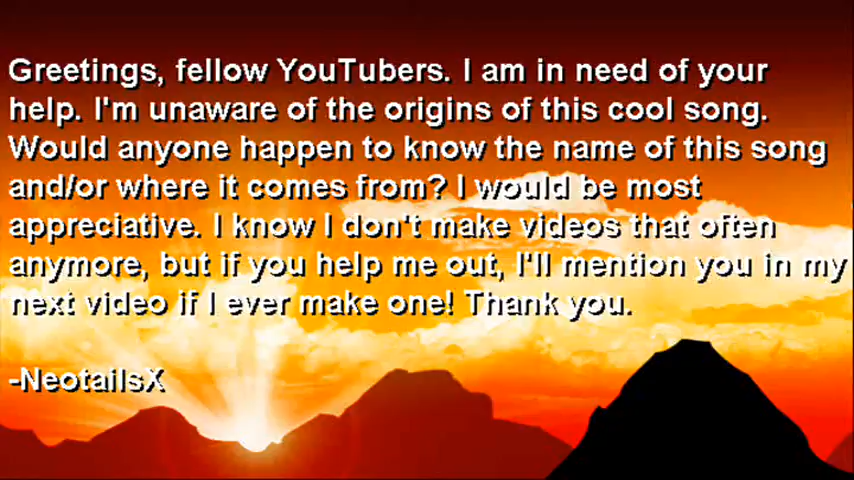 Greetings, fellow YouTubers. I am in need of your
help. I'm unaware of the origins of this cool song.
Would anyone happen to know the name of this song
and/or where it comes from? I would be most
appreciative. I know I don't make videos that often
anymore, but if you help me out, I'll mention you in my
next video if I ever make one! Thank you.
-NeotailsX